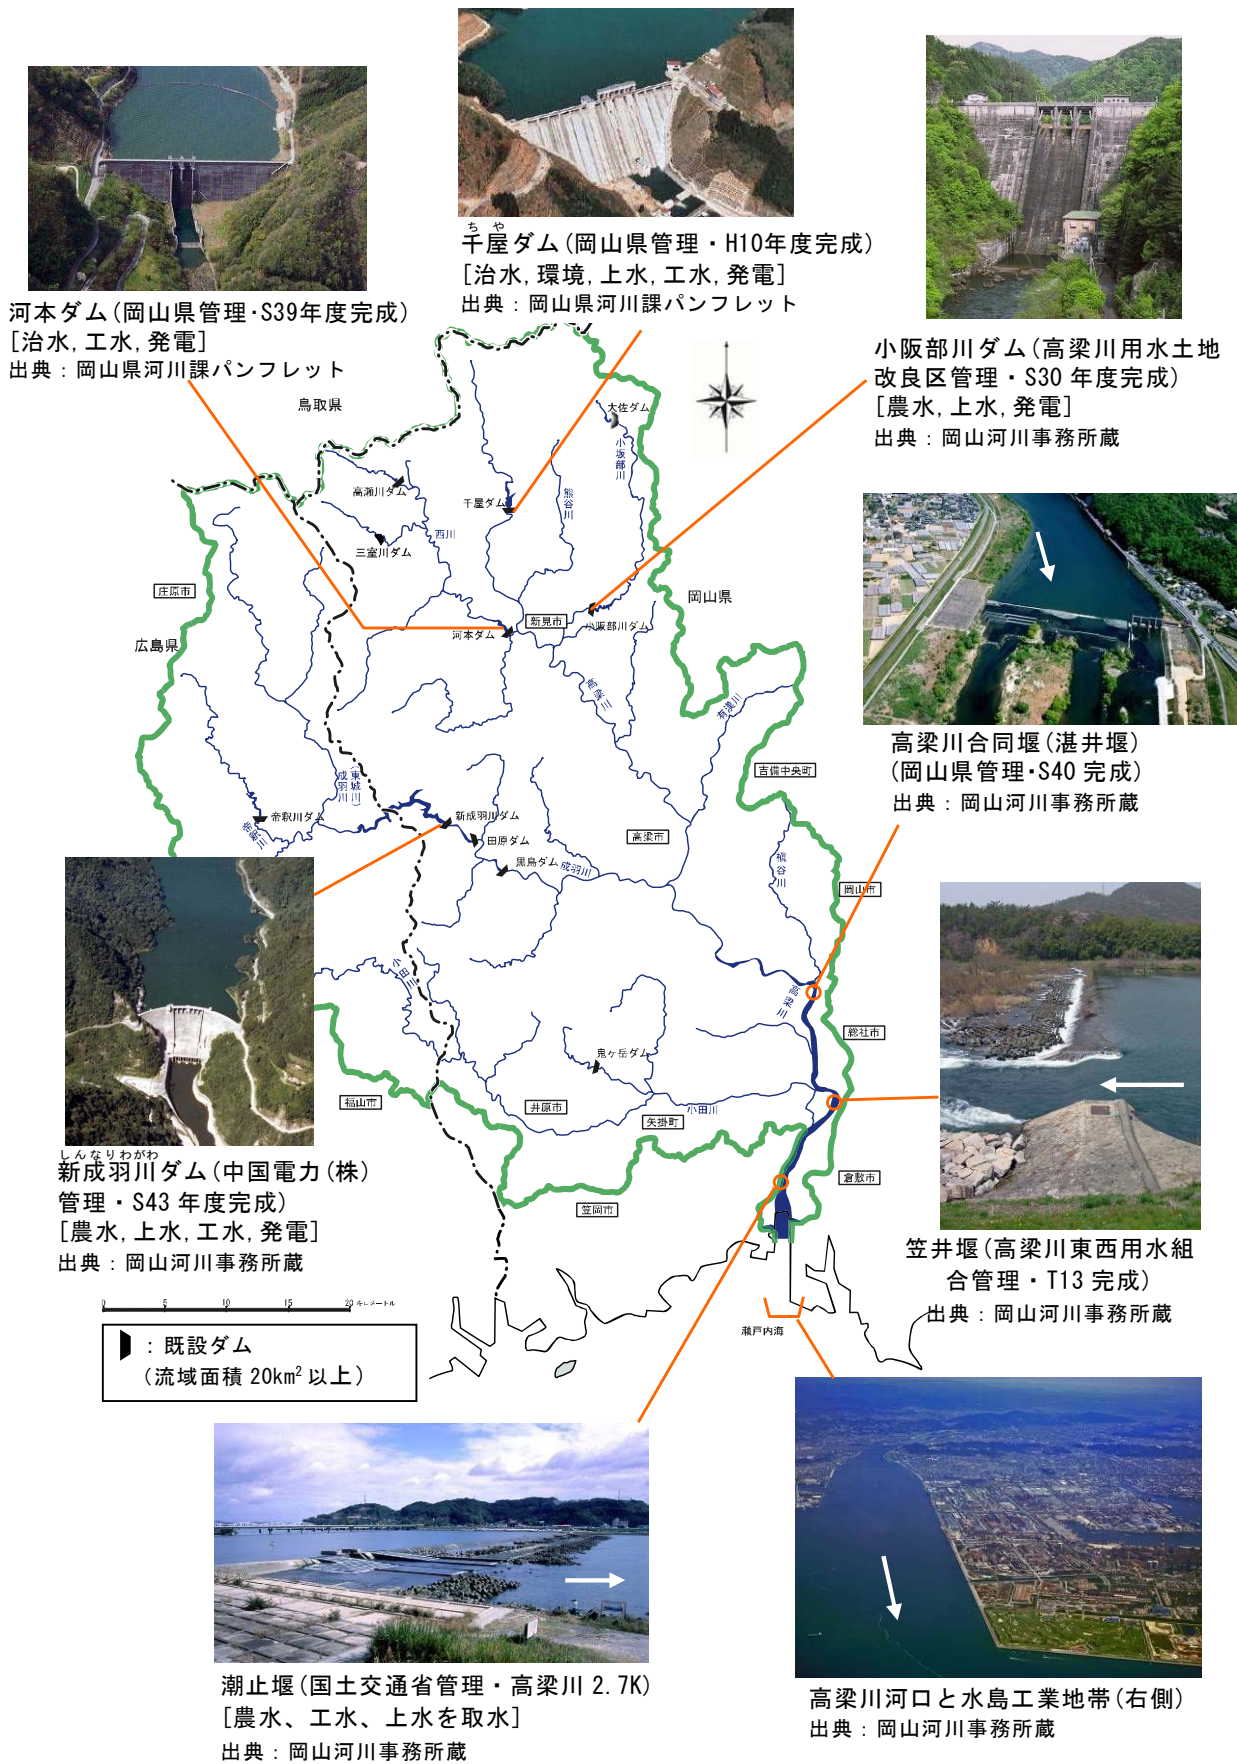 ちや
千屋ダム(岡山県管理・H10年度完成)
[治水,環境,上水,工水,発電]
出典：岡山県河川課パンフレット
河本ダム(岡山県管理・S39年度完成)
[治水,工水,発電]
出典：岡山県河川課パンフレット
小阪部川ダム(高梁川用水土地
改良区管理・S30 年度完成)
[農水,上水,発電]
出典：岡山河川事務所蔵
鳥取県
大佐ダム
小坂部川
高瀬川ダム
千屋ダム
熊谷川
西川
三室川ダム
庄原市
岡山県
新見市
小阪部川ダム
河本ダム
広島県
高梁川
有漢川
高梁川合同堰(湛井堰)
(岡山県管理・S40 完成)
出典：岡山河川事務所蔵
吉備中央町
成羽川
(東城川)
帝釈川ダム
帝釈川
新成羽川ダム
田原ダム
黒鳥ダム
成羽川
高梁市
槇谷川
岡山市
小田川
高梁川
総社市
鬼ヶ岳ダム
福山市
井原市
矢掛町
小田川
倉敷市
笠岡市
しんなりわがわ
新成羽川ダム(中国電力(株)
管理・S43 年度完成)
[農水,上水,工水,発電]
出典：岡山河川事務所蔵
笠井堰(高梁川東西用水組
合管理・T13 完成)
出典：岡山河川事務所蔵
0 5 10 15 20 キロメートル
瀬戸内海
：既設ダム
(流域面積 20km² 以上)
潮止堰(国土交通省管理・高梁川 2.7K)
[農水、工水、上水を取水]
出典：岡山河川事務所蔵
高梁川河口と水島工業地帯(右側)
出典：岡山河川事務所蔵